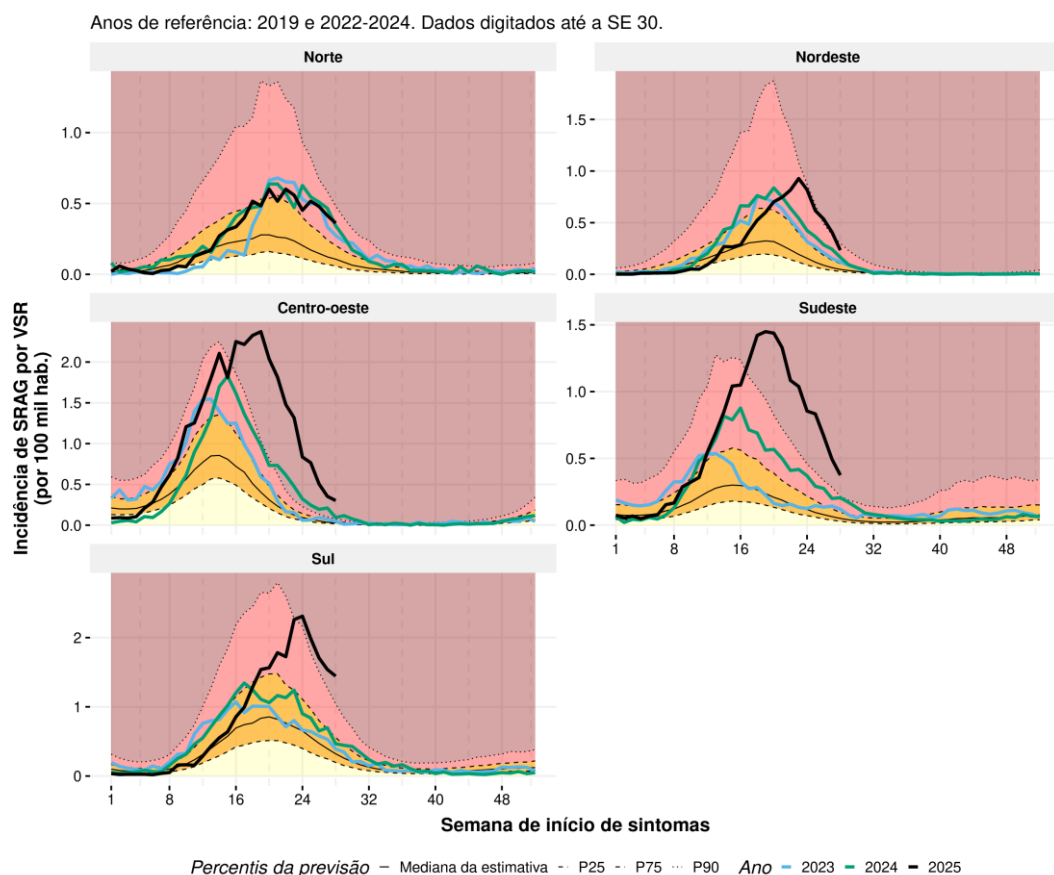 Anos de referência: 2019 e 2022-2024. Dados digitados até a SE 30.
Norte
Nordeste
1.0
0.5
0.0
1.5
1.0
0.5
0.0
Centro-oeste
Sudeste
2.0
1.5
1.0
0.5
0.0
1.5
1.0
0.5
0.0
1 8 16 24 32 40 48
Sul
2
1
0
1 8 16 24 32 40 48
Incidência de SRAG por VSR
(por 100 mil hab.)
Semana de início de sintomas
Percentis da previsão Mediana da estimativa P25 P75 P90 Ano 2023 2024 2025